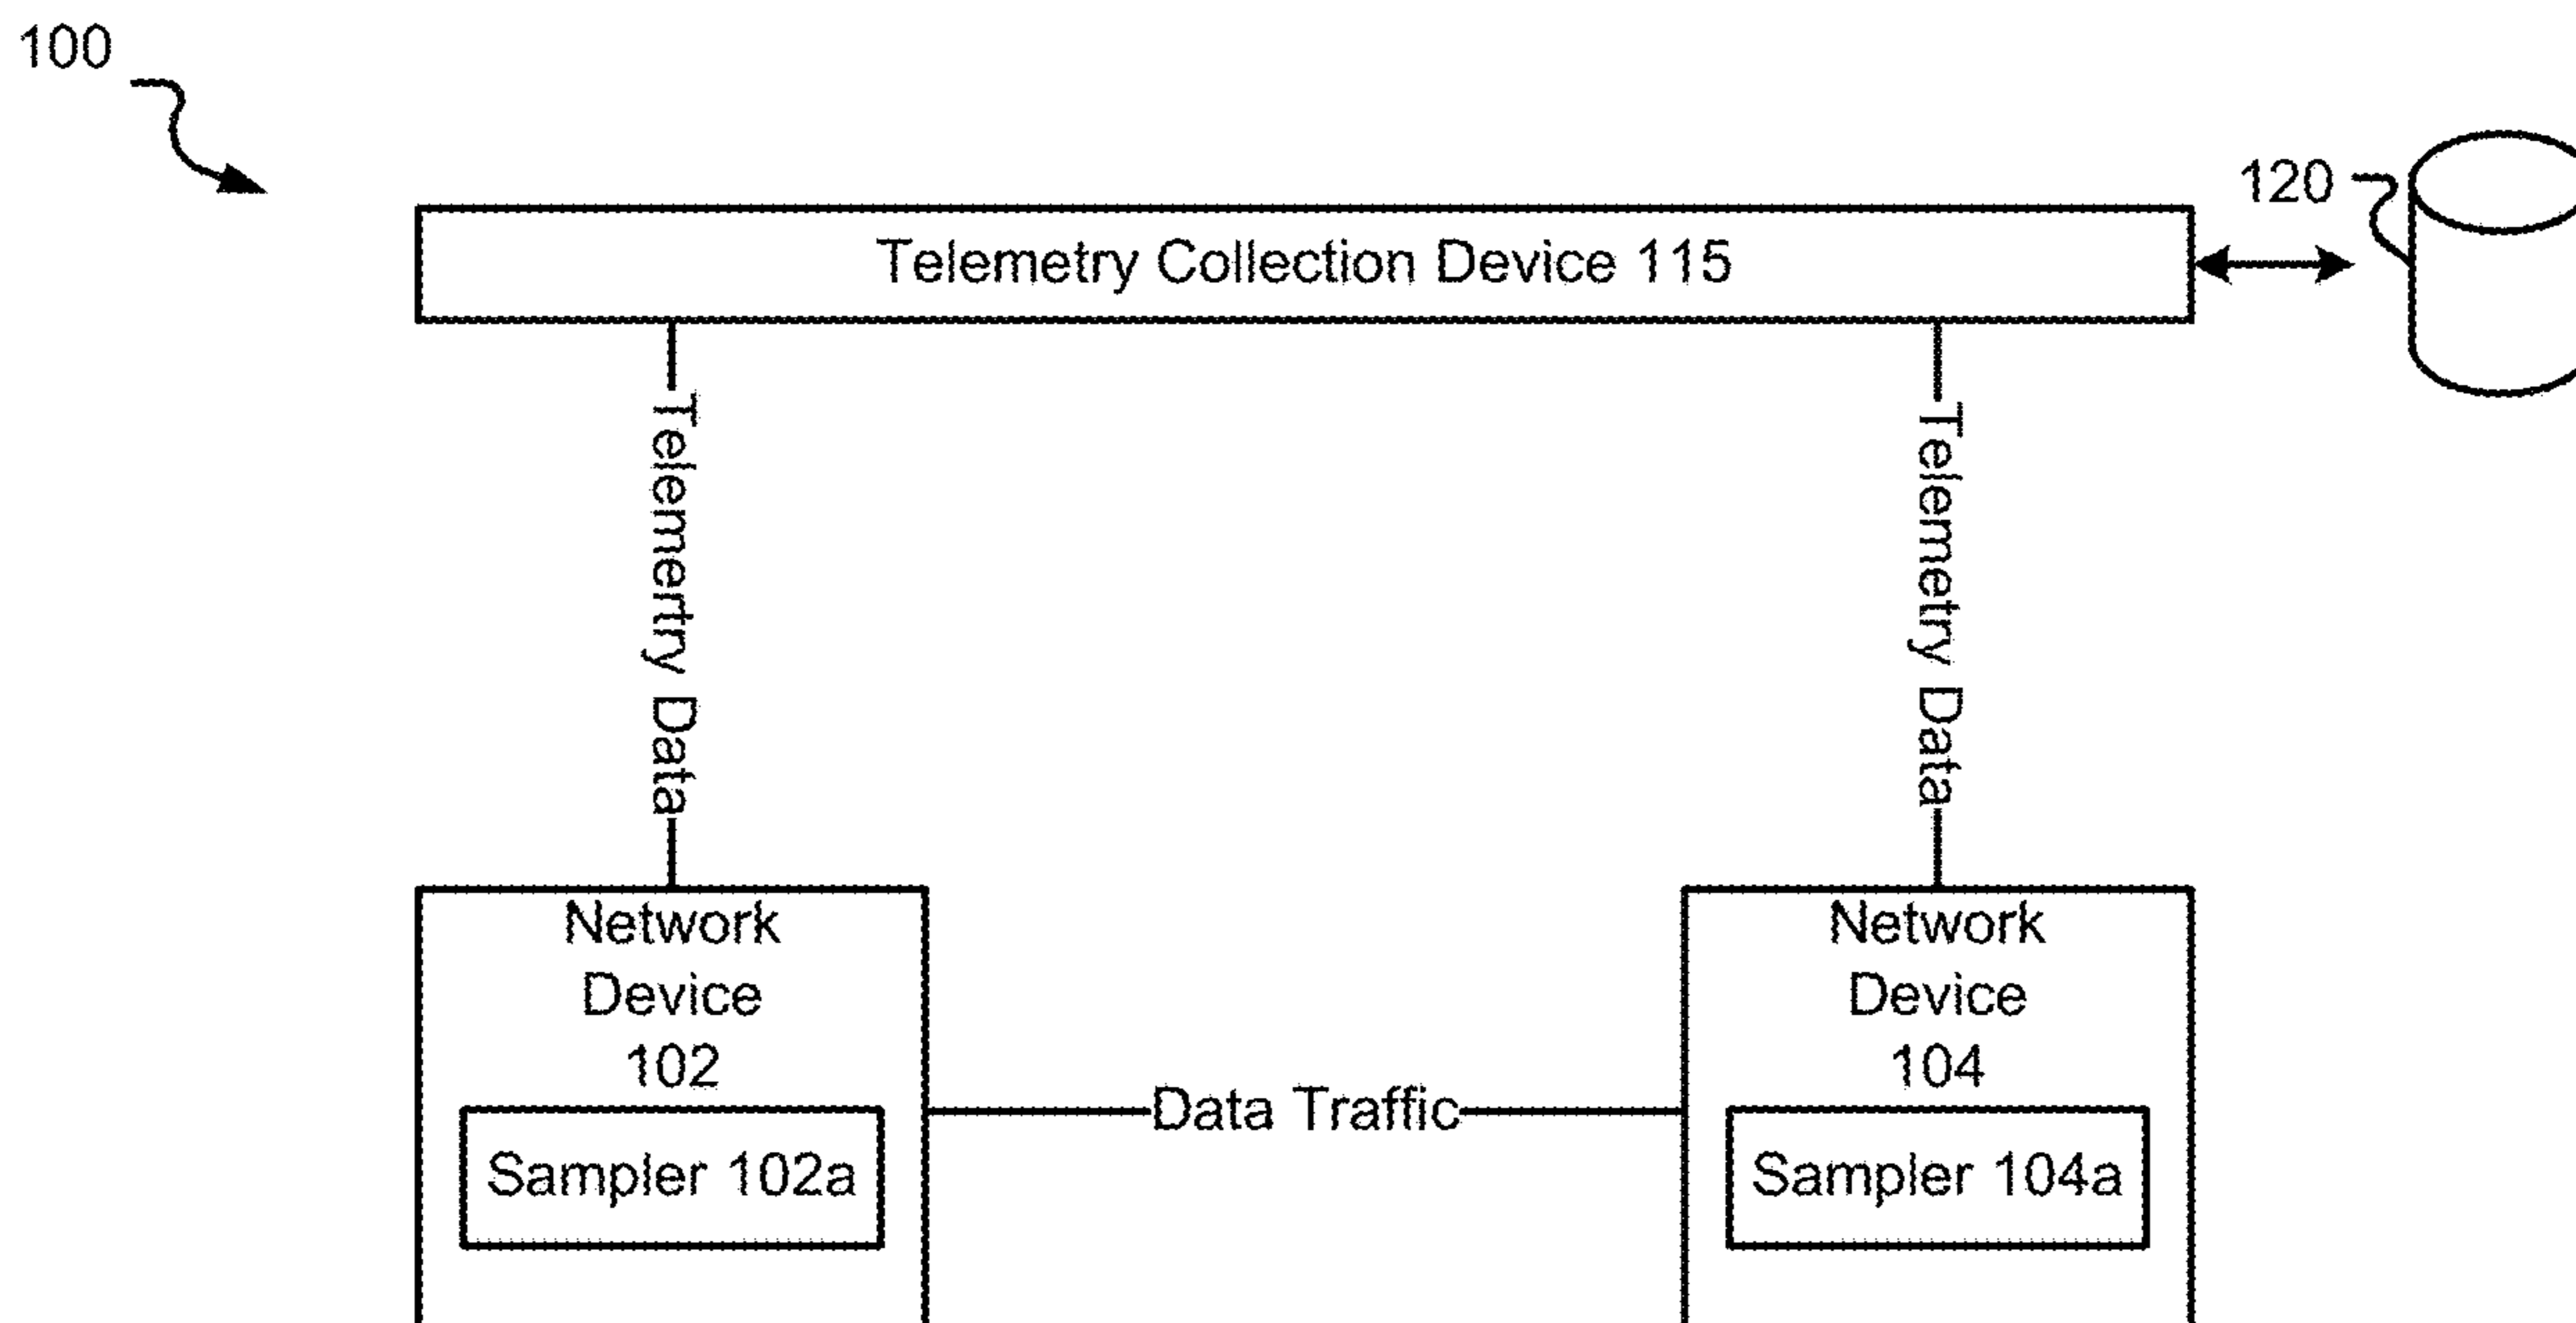 100
120
Telemetry Collection Device 115
Telemertry Data
Telemetry Data
Network
Device
102
Sampler 102a
Data Traffic
Network
Device
104
Sampler 104a